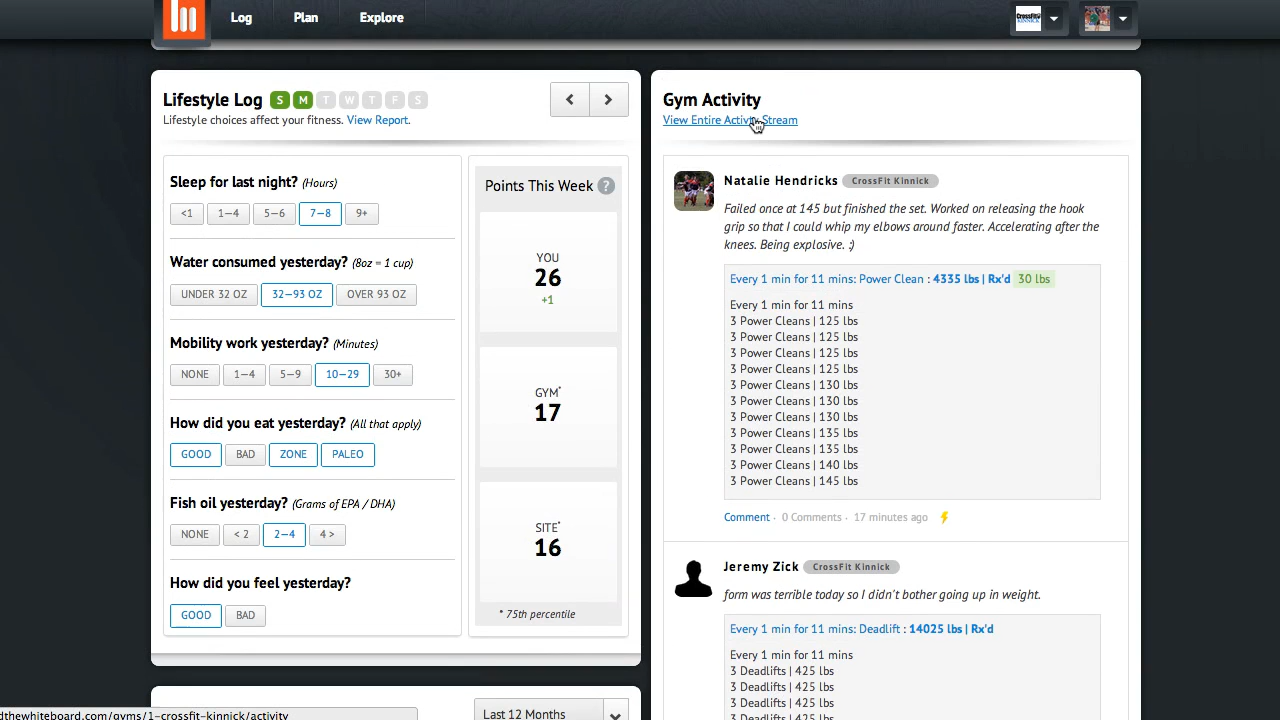 Log Plan Explore
CrossFit
KINNICK
Lifestyle Log S M T W T F S
Lifestyle choices affect your fitness. View Report.
Sleep for last night? (Hours)
<1 1–4 5–6 7–8 9+
Water consumed yesterday? (8oz = 1 cup)
UNDER 32 OZ 32–93 OZ OVER 93 OZ
Mobility work yesterday? (Minutes)
NONE 1–4 5–9 10–29 30+
How did you eat yesterday? (All that apply)
GOOD BAD ZONE PALEO
Fish oil yesterday? (Grams of EPA / DHA)
NONE < 2 2–4 4 >
How did you feel yesterday?
GOOD BAD
Points This Week ?
YOU
26
+1
GYM*
17
SITE*
16
* 75th percentile
Last 12 Months
Gym Activity
View Entire Activity Stream
Natalie Hendricks CrossFit Kinnick
Failed once at 145 but finished the set. Worked on releasing the hook
grip so that I could whip my elbows around faster. Accelerating after the
knees. Being explosive. ;)
Every 1 min for 11 mins: Power Clean : 4335 lbs | Rx'd 30 lbs
Every 1 min for 11 mins
3 Power Cleans | 125 lbs
3 Power Cleans | 125 lbs
3 Power Cleans | 125 lbs
3 Power Cleans | 125 lbs
3 Power Cleans | 130 lbs
3 Power Cleans | 130 lbs
3 Power Cleans | 130 lbs
3 Power Cleans | 135 lbs
3 Power Cleans | 135 lbs
3 Power Cleans | 140 lbs
3 Power Cleans | 145 lbs
Comment · 0 Comments · 17 minutes ago
Jeremy Zick CrossFit Kinnick
form was terrible today so I didn't bother going up in weight.
Every 1 min for 11 mins: Deadlift : 14025 lbs | Rx'd
Every 1 min for 11 mins
3 Deadlifts | 425 lbs
3 Deadlifts | 425 lbs
3 Deadlifts | 425 lbs
3 Deadlifts | 425 lbs
dthewhiteboard.com/gyms/1-crossfit-kinnick/activity